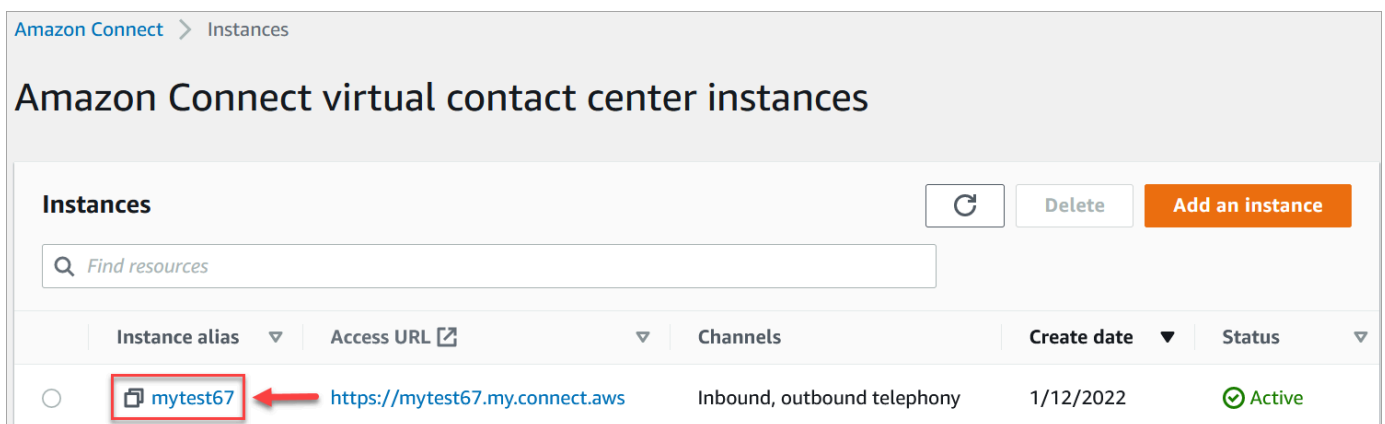 Amazon Connect > Instances
Amazon Connect virtual contact center instances
Instances
Delete
Add an instance
Find resources
Instance alias
Access URL
Channels
Create date
Status
mytest67
https://mytest67.my.connect.aws
Inbound, outbound telephony
1/12/2022
Active